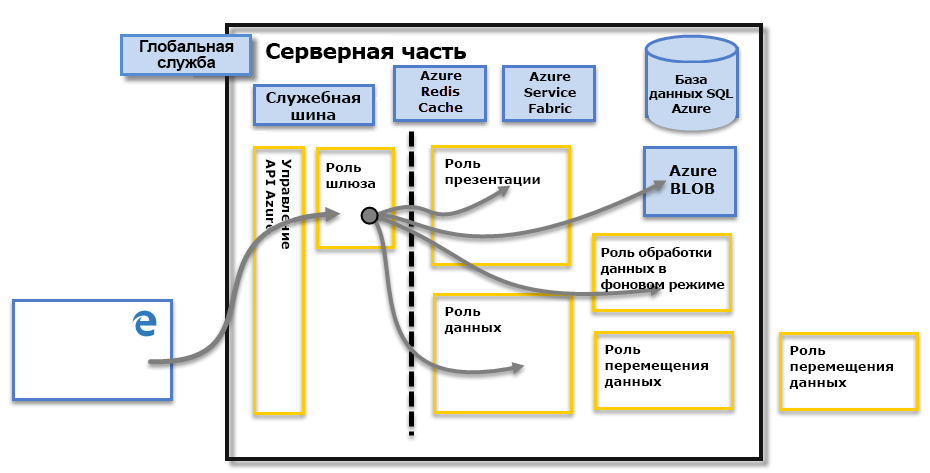 Глобальная
служба
Серверная часть
Служебная
шина
Azure
Redis
Cache
Azure
Service
Fabric
База
данных SQL
Azure
Управление
API Azure
Роль
шлюза
Роль
презентации
Azure
BLOB
Роль обработки
данных в
фоновом режиме
Роль
данных
Роль
перемещения
данных
Роль
перемещения
данных